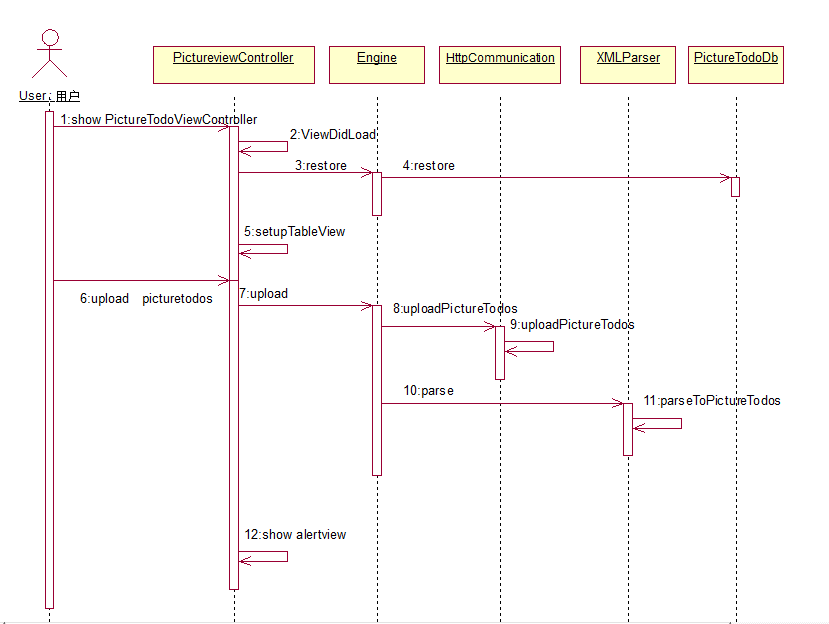 PictureviewController
Engine
HttpCommunication
XMLParser
PictureTodoDb
User : 用户
1:show PictureTodoViewController
2:ViewDidLoad
3:restore
4:restore
5:setupTableView
6:upload picturetodos
7:upload
8:uploadPictureTodos
9:uploadPictureTodos
10:parse
11:parseToPictureTodos
12:show alertview